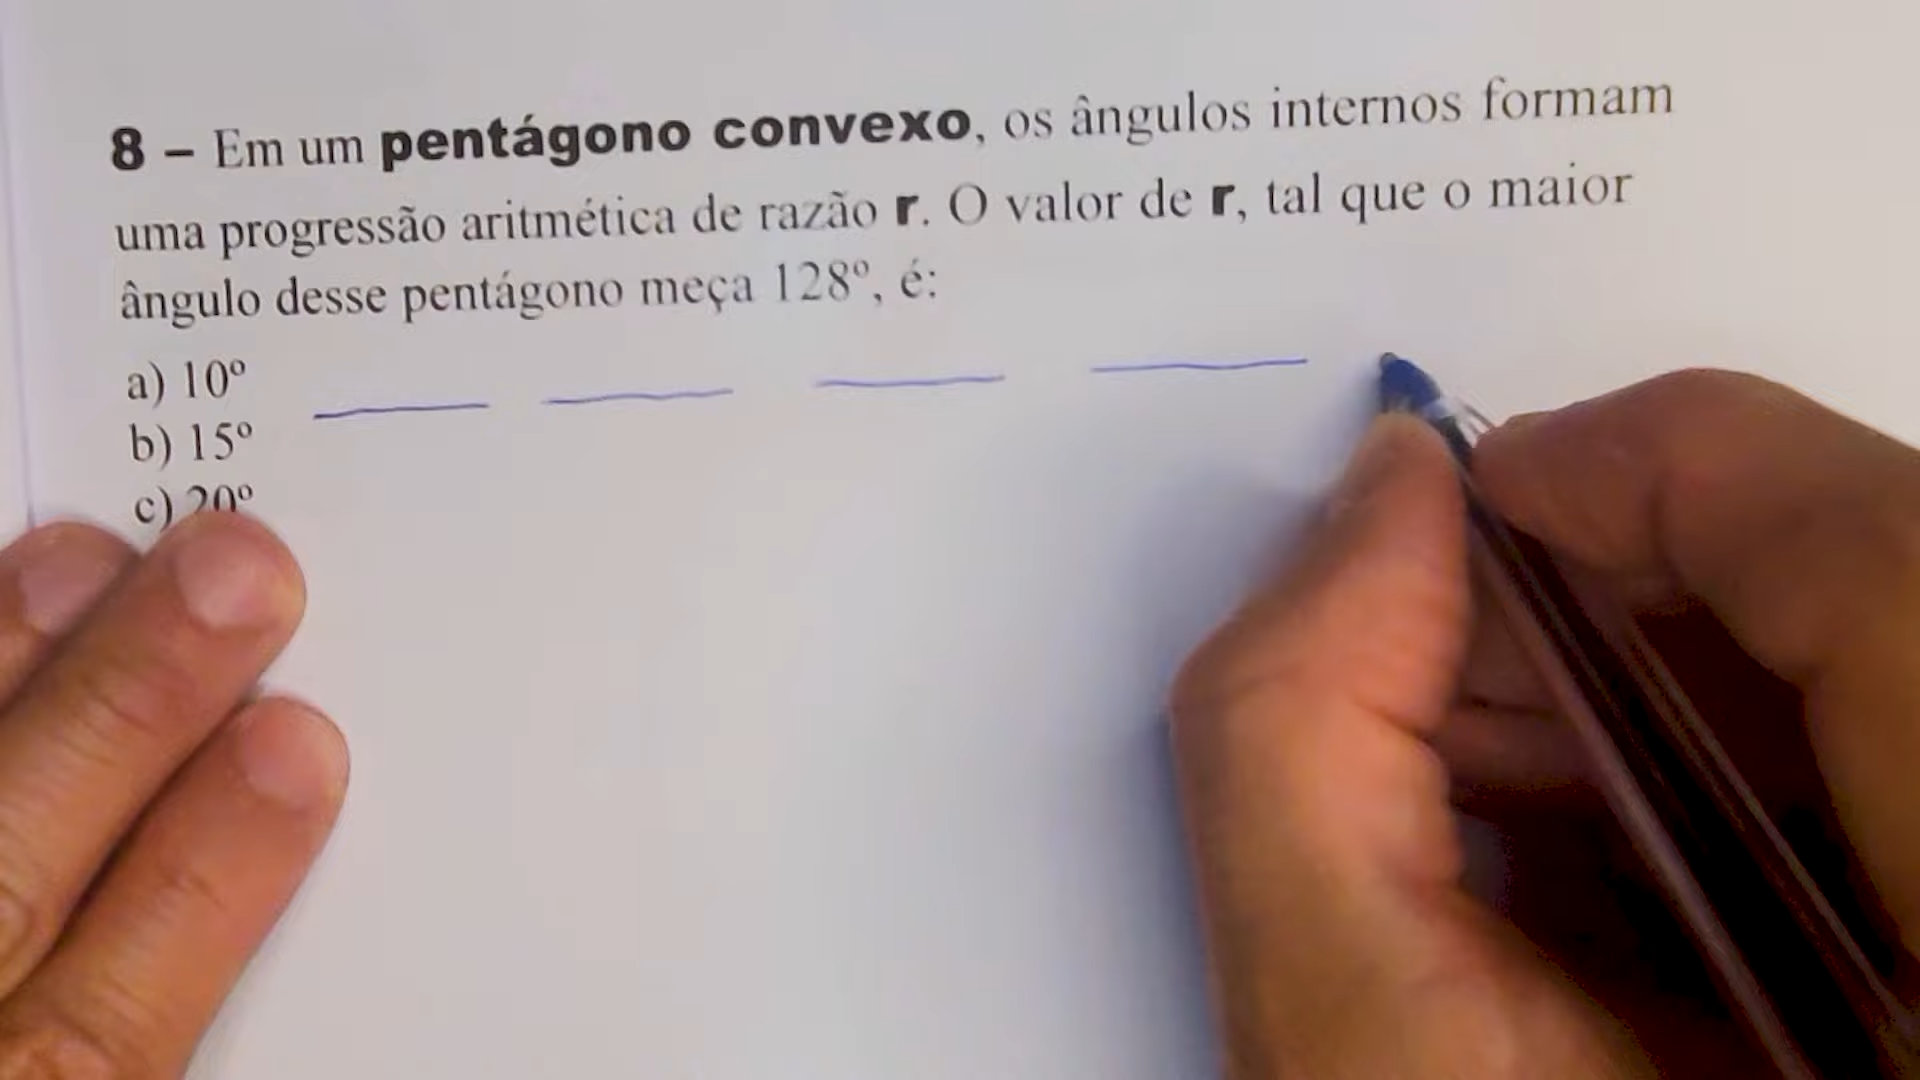 8 – Em um pentágono convexo, os ângulos internos formam
uma progressão aritmética de razão r. O valor de r, tal que o maior
ângulo desse pentágono meça 128º, é:
a) 10º
b) 15º
c) 20º